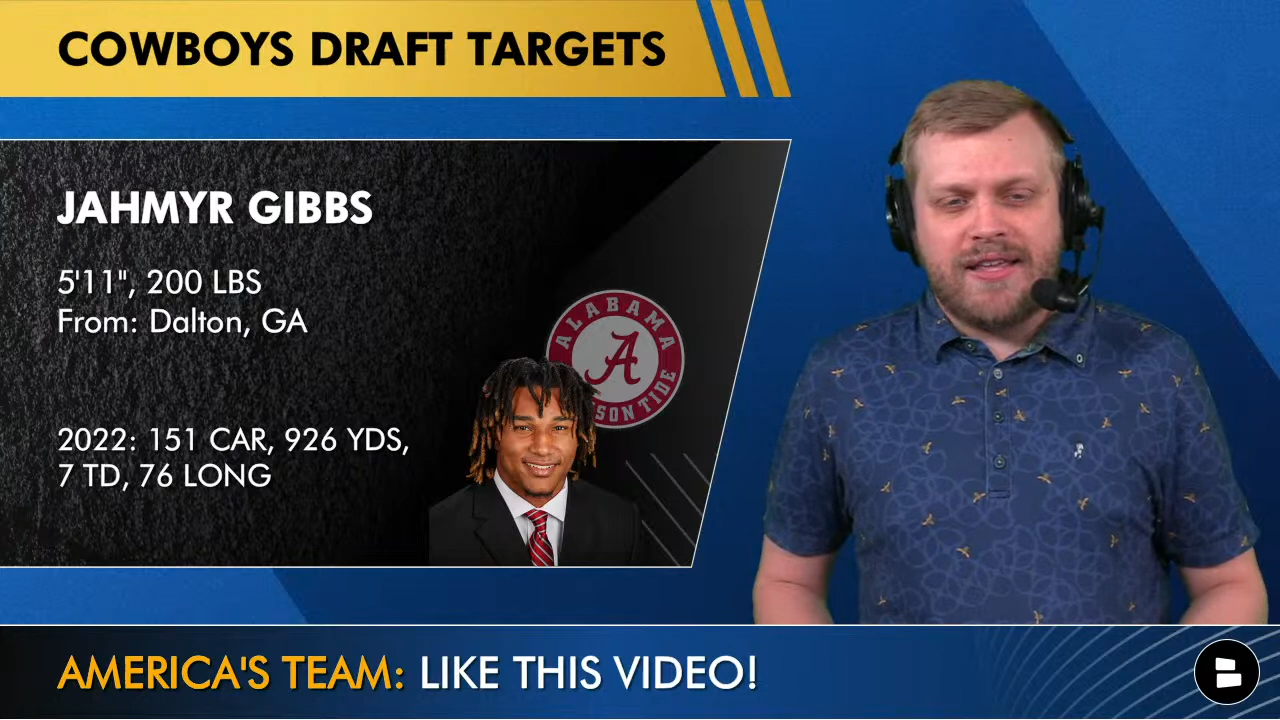 COWBOYS DRAFT TARGETS
JAHMYR GIBBS
5'11", 200 LBS
From: Dalton, GA
2022: 151 CAR, 926 YDS,
7 TD, 76 LONG
ALABAMA
A
SON TIDE
AMERICA'S TEAM: LIKE THIS VIDEO!